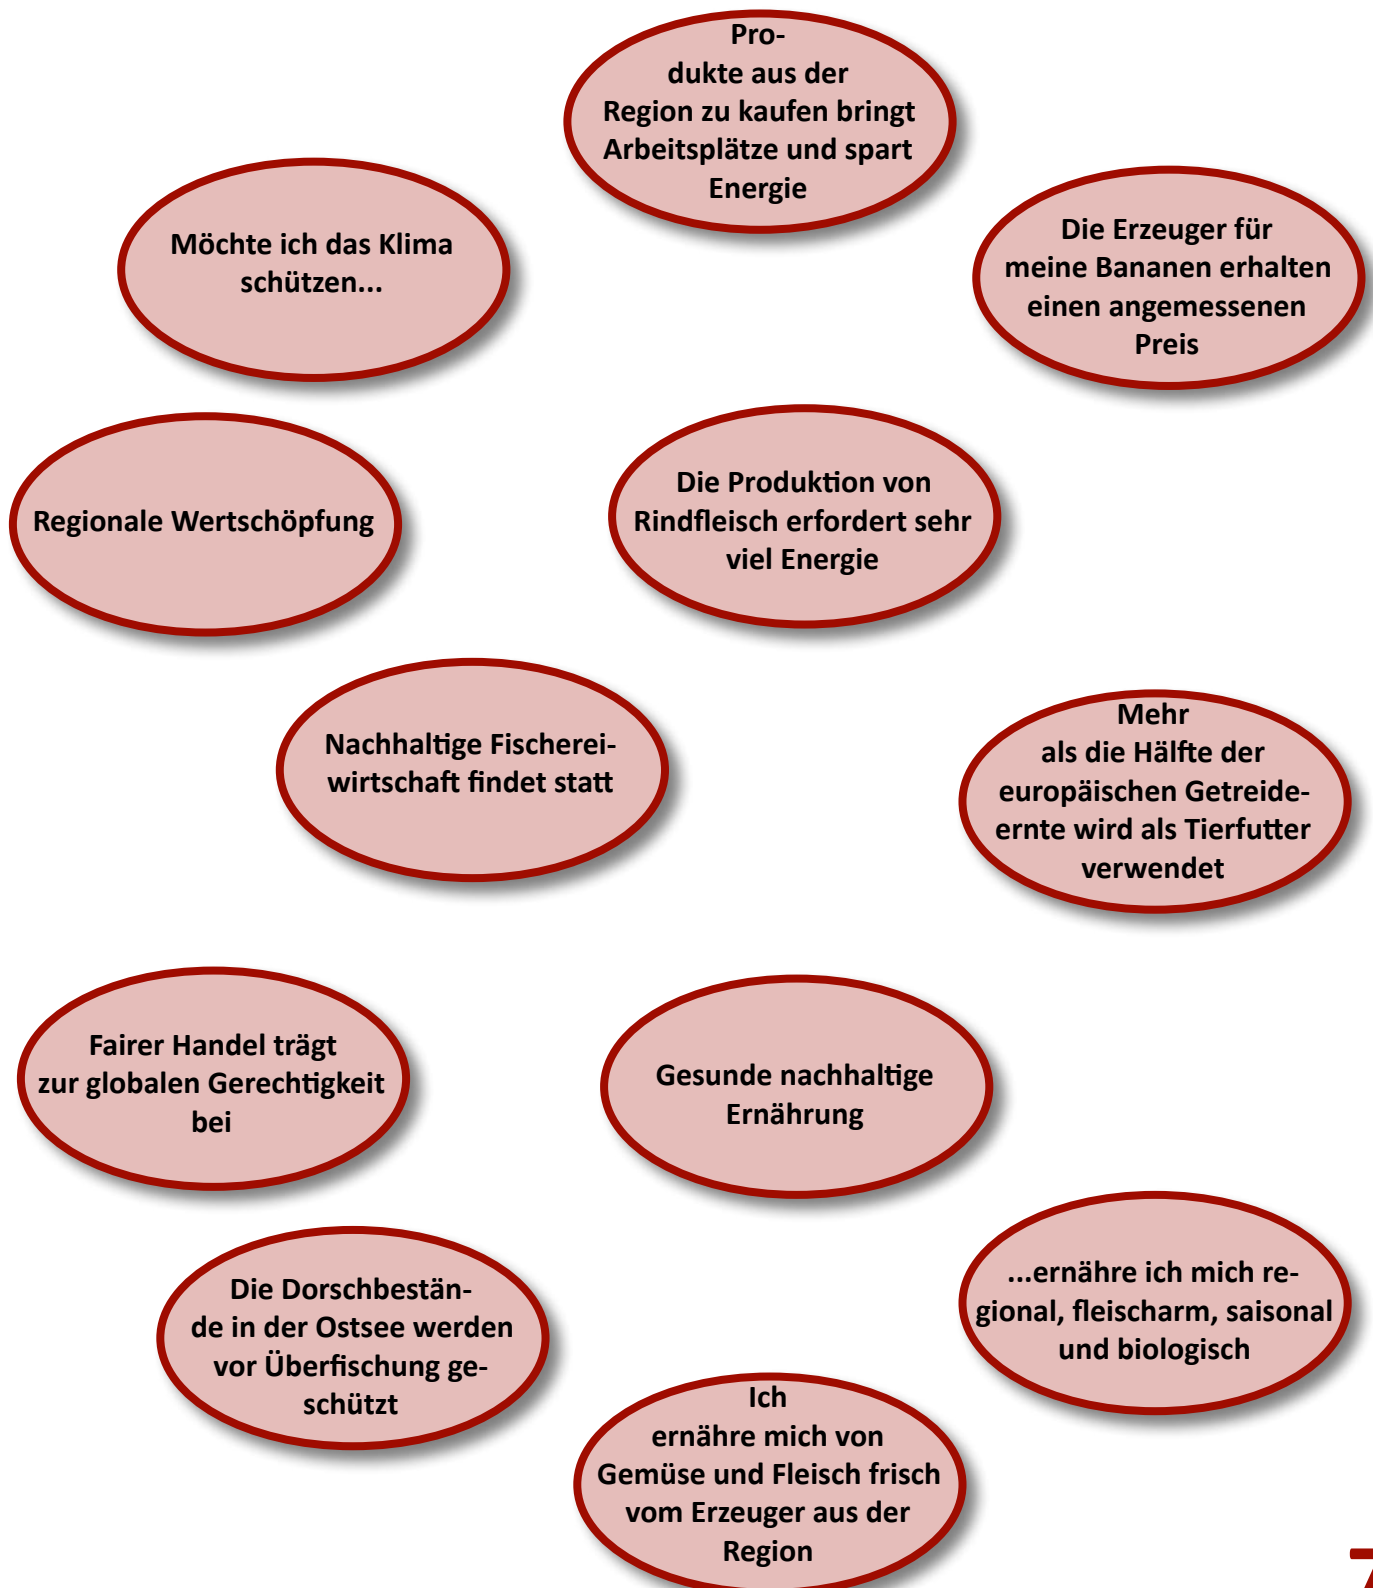 Pro-
dukte aus der
Region zu kaufen bringt
Arbeitsplätze und spart
Energie
Möchte ich das Klima
schützen...
Die Erzeuger für
meine Bananen erhalten
einen angemessenen
Preis
Regionale Wertschöpfung
Die Produktion von
Rindfleisch erfordert sehr
viel Energie
Nachhaltige Fischerei-
wirtschaft findet statt
Mehr
als die Hälfte der
europäischen Getreide-
ernte wird als Tierfutter
verwendet
Fairer Handel trägt
zur globalen Gerechtigkeit
bei
Gesunde nachhaltige
Ernährung
...ernähre ich mich re-
gional, fleischarm, saisonal
und biologisch
Die Dorschbestän-
de in der Ostsee werden
vor Überfischung ge-
schützt
Ich
ernähre mich von
Gemüse und Fleisch frisch
vom Erzeuger aus der
Region